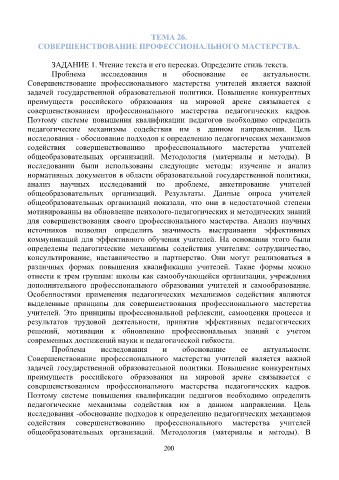 ТЕМА 26.
СОВЕРШЕНСТВОВАНИЕ ПРОФЕССИОНАЛЬНОГО МАСТЕРСТВА.
ЗАДАНИЕ 1. Чтение текста и его пересказ. Определите стиль текста.
Проблема исследования и обоснование ее актуальности.
Совершенствование профессионального мастерства учителей является важной
задачей государственной образовательной политики. Повышение конкурентных
преимуществ российского образования на мировой арене связывается с
совершенствованием профессионального мастерства педагогических кадров.
Поэтому системе повышения квалификации педагогов необходимо определить
педагогические механизмы содействия им в данном направлении. Цель
исследования - обоснование подходов к определению педагогических механизмов
содействия совершенствованию профессионального мастерства учителей
общеобразовательных организаций. Методология (материалы и методы). В
исследовании были использованы следующие методы: изучение и анализ
нормативных документов в области образовательной государственной политики,
анализ научных исследований по проблеме, анкетирование учителей
общеобразовательных организаций. Результаты. Данные опроса учителей
общеобразовательных организаций показали, что они в недостаточной степени
мотивированны на обновление психолого-педагогических и методических знаний
для совершенствования своего профессионального мастерства. Анализ научных
источников позволил определить значимость выстраивания эффективных
коммуникаций для эффективного обучения учителей. На основании этого были
определены педагогические механизмы содействия учителям: сотрудничество,
консультирование, наставничество и партнерство. Они могут реализоваться в
различных формах повышения квалификации учителей. Такие формы можно
отнести к трем группам: школы как самообучающейся организации, учреждения
дополнительного профессионального образования учителей и самообразование.
Особенностями применения педагогических механизмов содействия являются
выделенные принципы для совершенствования профессионального мастерства
учителя. Это принципы профессиональной рефлексии, самооценки процесса и
результатов трудовой деятельности, принятия эффективных педагогических
решений, мотивации к обновлению профессиональных знаний с учетом
современных достижений науки и педагогической гибкости.
Проблема исследования и обоснование ее актуальности.
Совершенствование профессионального мастерства учителей является важной
задачей государственной образовательной политики. Повышение конкурентных
преимуществ российского образования на мировой арене связывается с
совершенствованием профессионального мастерства педагогических кадров.
Поэтому системе повышения квалификации педагогов необходимо определить
педагогические механизмы содействия им в данном направлении. Цель
исследования -обоснование подходов к определению педагогических механизмов
содействия совершенствованию профессионального мастерства учителей
общеобразовательных организаций. Методология (материалы и методы). В
200